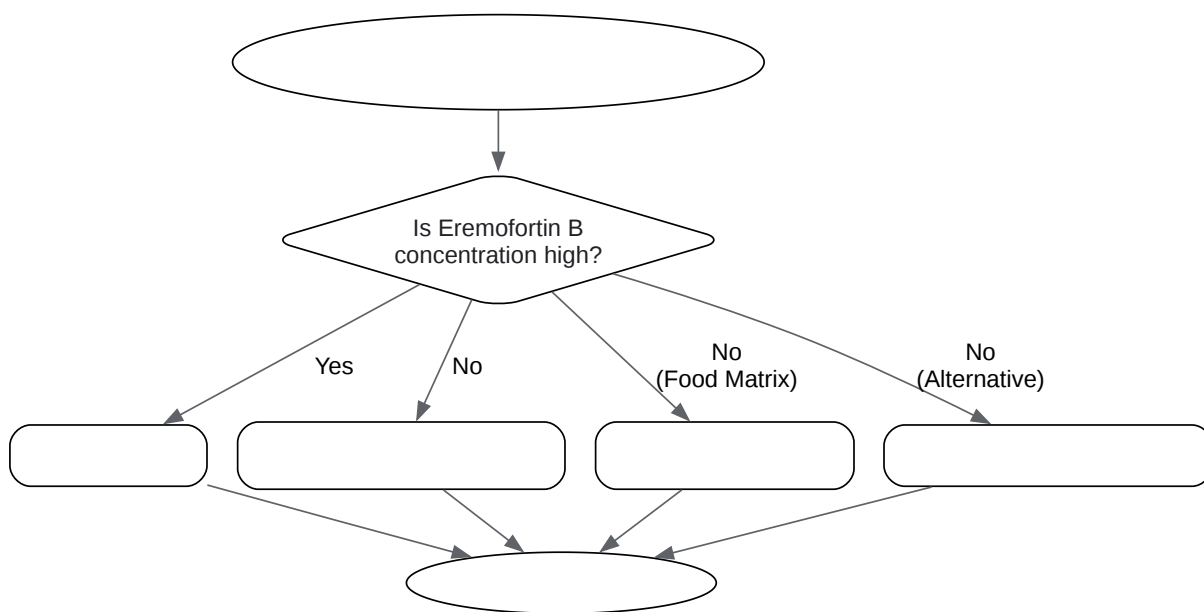 Is Eremofortin B
concentration high?
Yes
No
No
(Food Matrix)
No
(Alternative)